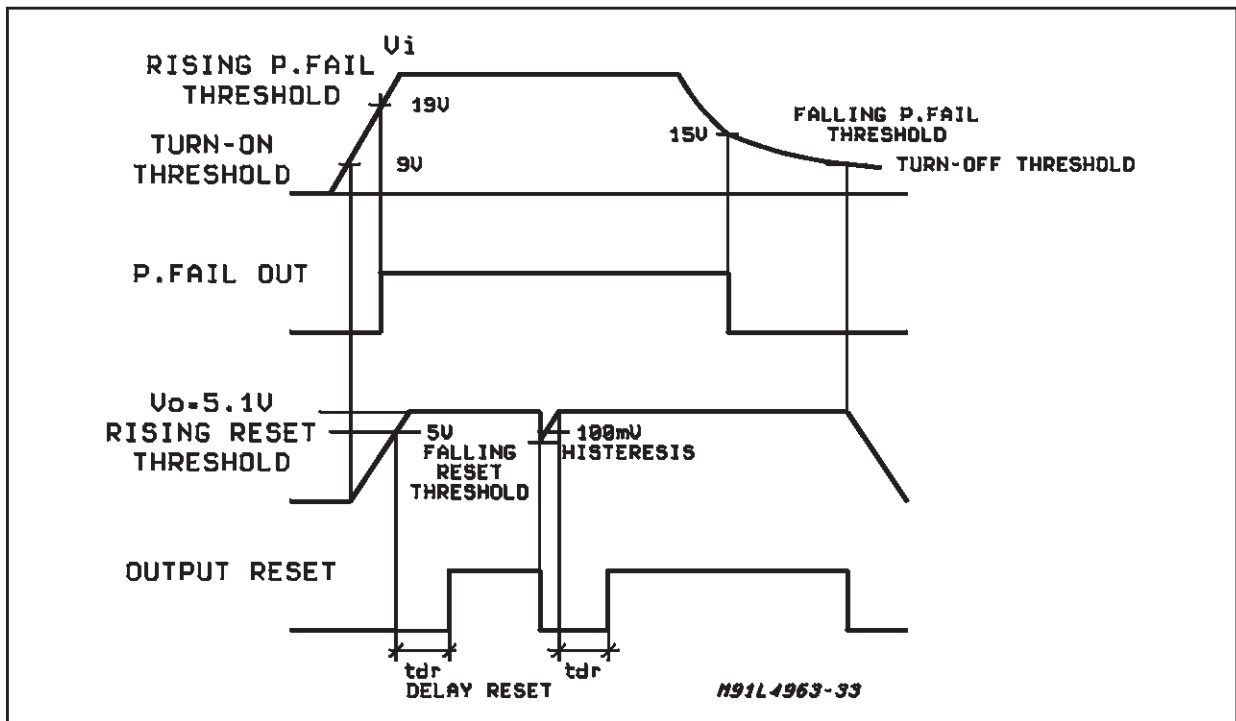 Vi
RISING P.FAIL
THRESHOLD
19V
TURN-ON
THRESHOLD
9V
15V
FALLING P.FAIL
THRESHOLD
TURN-OFF THRESHOLD
P.FAIL OUT
Vo=5.1V
RISING RESET
THRESHOLD
5V
FALLING
RESET
THRESHOLD
100mV
HISTERESIS
OUTPUT RESET
tdr
DELAY RESET
tdr
M91L4963-33